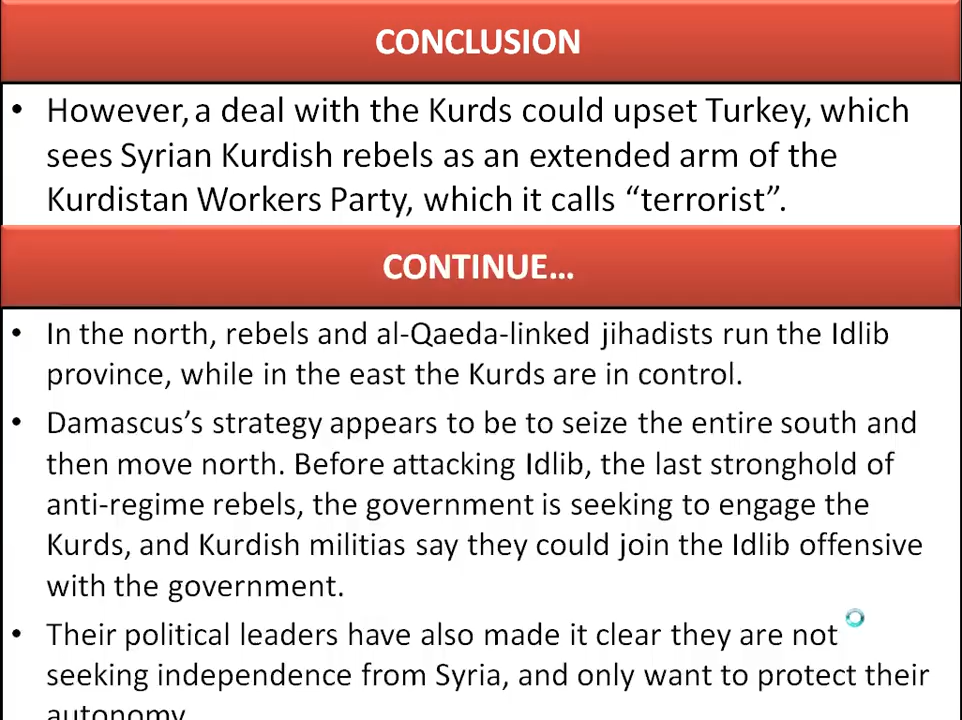 CONCLUSION
• However, a deal with the Kurds could upset Turkey, which
sees Syrian Kurdish rebels as an extended arm of the
Kurdistan Workers Party, which it calls “terrorist”.
CONTINUE...
• In the north, rebels and al-Qaeda-linked jihadists run the Idlib
province, while in the east the Kurds are in control.
• Damascus’s strategy appears to be to seize the entire south and
then move north. Before attacking Idlib, the last stronghold of
anti-regime rebels, the government is seeking to engage the
Kurds, and Kurdish militias say they could join the Idlib offensive
with the government.
• Their political leaders have also made it clear they are not
seeking independence from Syria, and only want to protect their
autonomy.